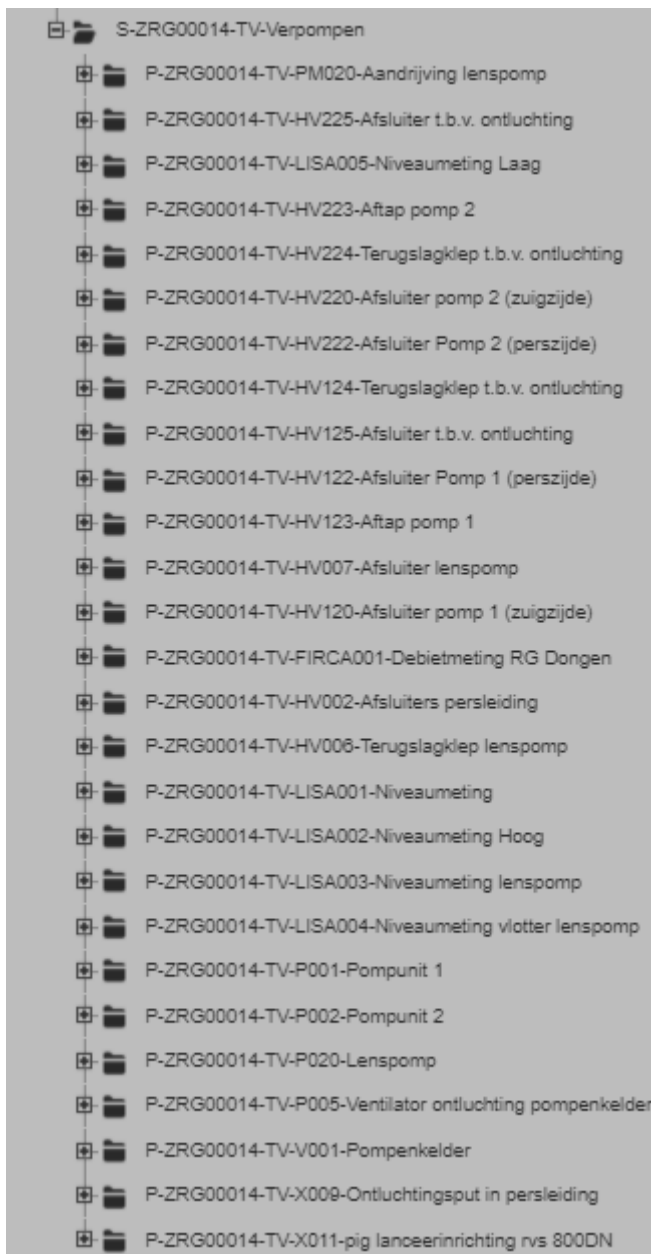 S-ZRG00014-TV-Verpompen
P-ZRG00014-TV-PM020-Aandrijving lenspomp
P-ZRG00014-TV-HV225-Afsluiter t.b.v. ontluchting
P-ZRG00014-TV-LISA005-Niveaumeting Laag
P-ZRG00014-TV-HV223-Aftap pomp 2
P-ZRG00014-TV-HV224-Terugslagklep t.b.v. ontluchting
P-ZRG00014-TV-HV220-Afsluiter pomp 2 (zuigzijde)
P-ZRG00014-TV-HV222-Afsluiter Pomp 2 (perszijde)
P-ZRG00014-TV-HV124-Terugslagklep t.b.v. ontluchting
P-ZRG00014-TV-HV125-Afsluiter t.b.v. ontluchting
P-ZRG00014-TV-HV122-Afsluiter Pomp 1 (perszijde)
P-ZRG00014-TV-HV123-Aftap pomp 1
P-ZRG00014-TV-HV007-Afsluiter lenspomp
P-ZRG00014-TV-HV120-Afsluiter pomp 1 (zuigzijde)
P-ZRG00014-TV-FIRCA001-Debietmeting RG Dongen
P-ZRG00014-TV-HV002-Afsluiters persleiding
P-ZRG00014-TV-HV006-Terugslagklep lenspomp
P-ZRG00014-TV-LISA001-Niveaumeting
P-ZRG00014-TV-LISA002-Niveaumeting Hoog
P-ZRG00014-TV-LISA003-Niveaumeting lenspomp
P-ZRG00014-TV-LISA004-Niveaumeting vlotter lenspomp
P-ZRG00014-TV-P001-Pompunit 1
P-ZRG00014-TV-P002-Pompunit 2
P-ZRG00014-TV-P020-Lenspomp
P-ZRG00014-TV-P005-Ventilator ontluchting pompenkelder
P-ZRG00014-TV-V001-Pompenkelder
P-ZRG00014-TV-X009-Ontluchtingsput in persleiding
P-ZRG00014-TV-X011-pig lanceerinrichting rvs 800DN